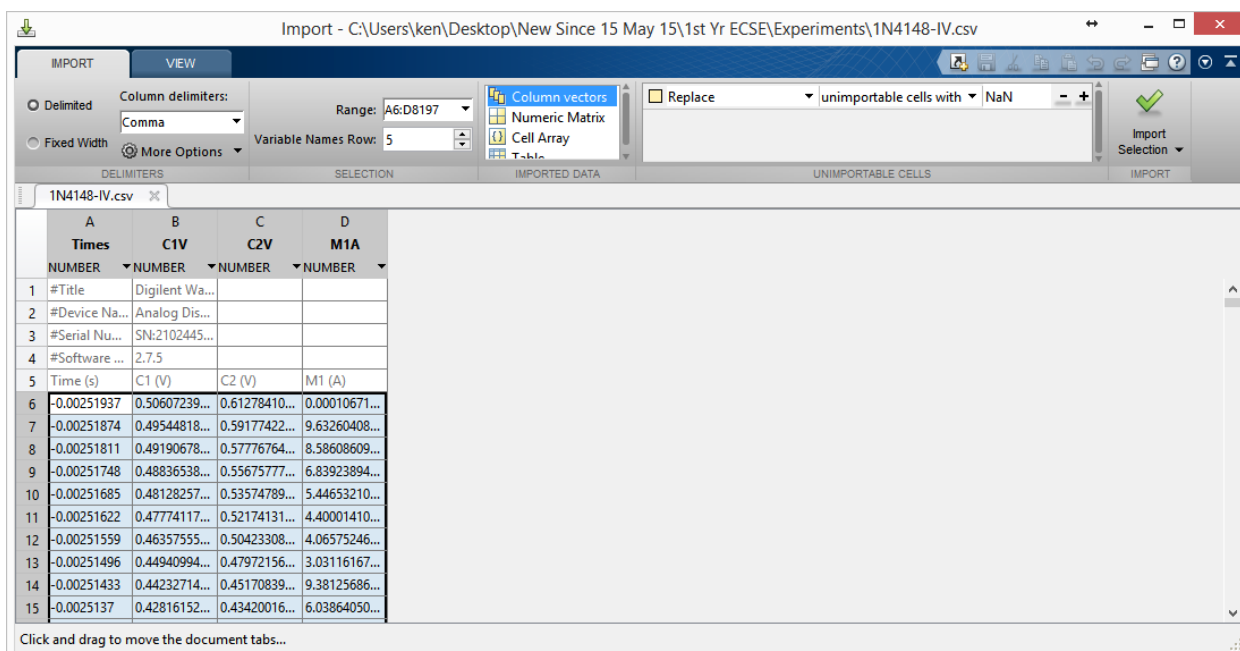 Import - C:\Users\ken\Desktop\New Since 15 May 15\1st Yr ECSE\Experiments\1N4148-IV.csv
IMPORT VIEW
Delimited Column delimiters: Range: A6:D8197 Column vectors Replace unimportable cells with NaN - +
Comma Numeric Matrix
Fixed Width Variable Names Row: 5 Cell Array Import
More Options Table Selection
DELIMITERS SELECTION IMPORTED DATA UNIMPORTABLE CELLS IMPORT
1N4148-IV.csv
A B C D
Times C1V C2V M1A
NUMBER NUMBER NUMBER NUMBER
1 #Title Digilent Wa...
2 #Device Na... Analog Dis...
3 #Serial Nu... SN:2102445...
4 #Software ... 2.7.5
5 Time (s) C1 (V) C2 (V) M1 (A)
6 -0.00251937 0.50607239... 0.61278410... 0.00010671...
7 -0.00251874 0.49544818... 0.59177422... 9.63260408...
8 -0.00251811 0.49190678... 0.57776764... 8.58608609...
9 -0.00251748 0.48836538... 0.55675777... 6.83923894...
10 -0.00251685 0.48128257... 0.53574789... 5.44653210...
11 -0.00251622 0.47774117... 0.52174131... 4.40001410...
12 -0.00251559 0.46357555... 0.50423308... 4.06575246...
13 -0.00251496 0.44940994... 0.47972156... 3.03116167...
14 -0.00251433 0.44232714... 0.45170839... 9.38125686...
15 -0.0025137 0.42816152... 0.43420016... 6.03864050...
Click and drag to move the document tabs...